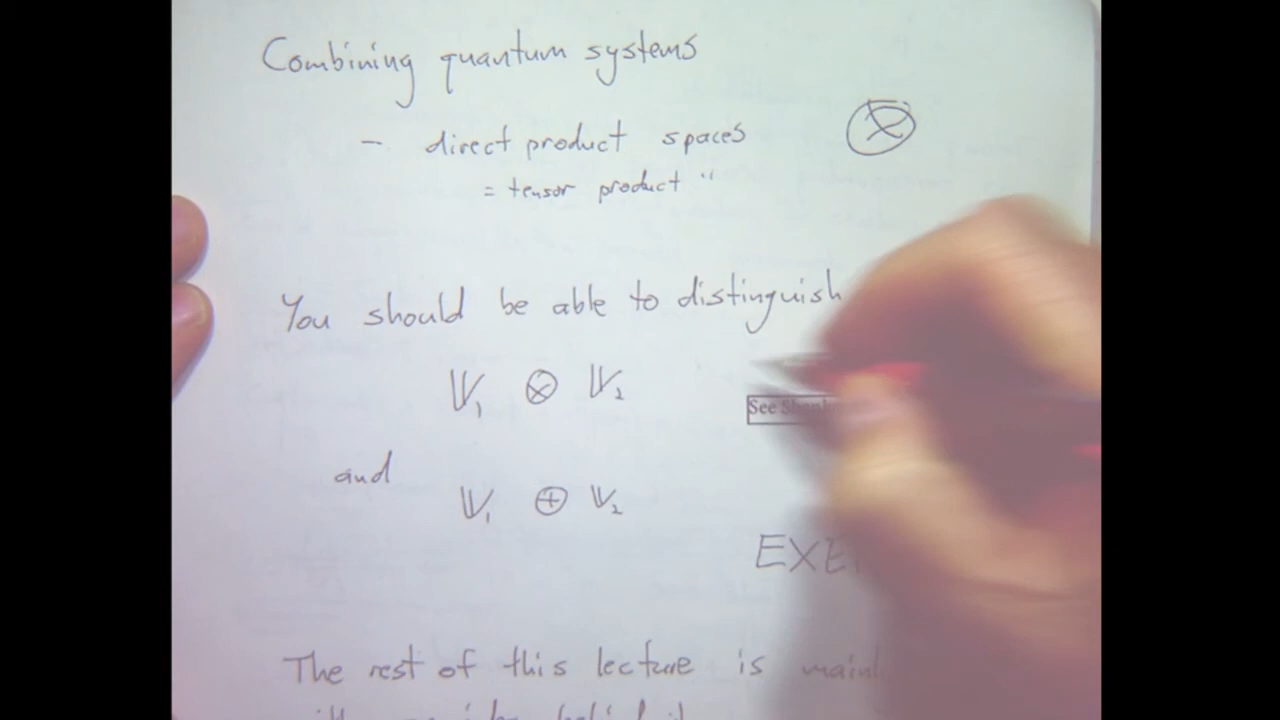 Combining quantum systems
⊗
- direct product spaces
= tensor product "
You should be able to distinguish
𝕍₁ ⊗ 𝕍₂
See
and
𝕍₁ ⊕ 𝕍₂
The rest of this lecture is